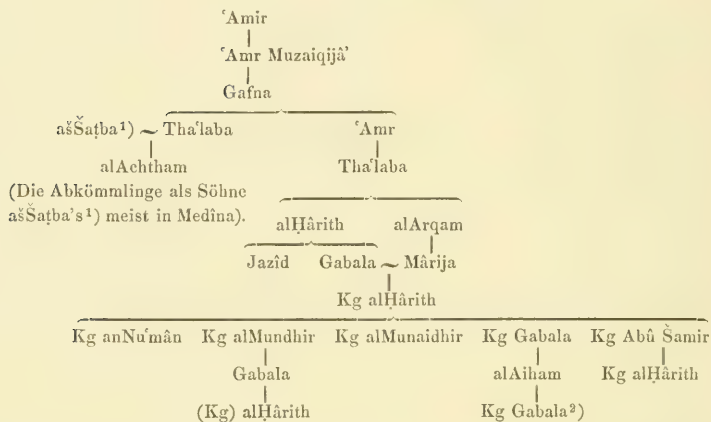 ʿAmir
ʿAmr Muzaiqijâ’
Gafna
ašŠaṭba¹) ~ Thaʿlaba ʿAmr
alAchtham Thaʿlaba
(Die Abkömmlinge als Söhne
ašŠaṭba’s¹) meist in Medîna).
alḤârith alArqam
Jazîd Gabala ~ Mârija
Kg alḤârith
Kg anNuʿmân Kg alMundhir Kg alMunaidhir Kg Gabala Kg Abû Šamir
Gabala alAiham Kg alḤârith
(Kg) alḤârith Kg Gabala²)